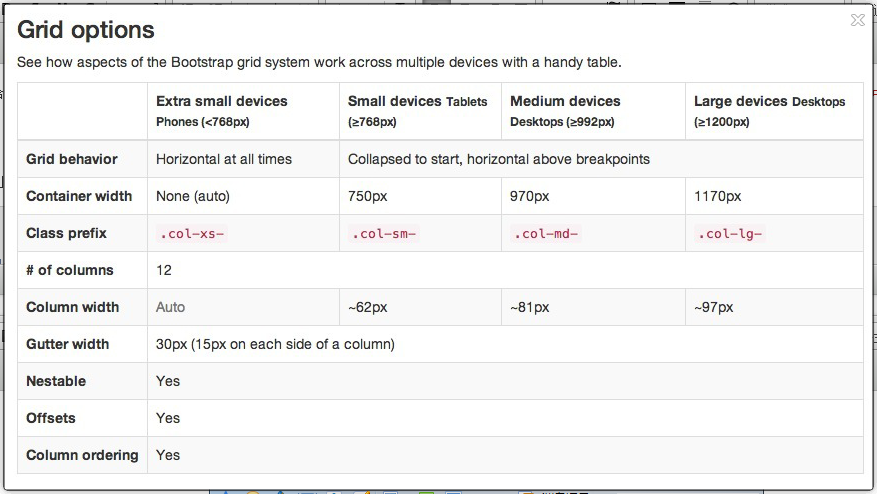 Grid options
See how aspects of the Bootstrap grid system work across multiple devices with a handy table.
Extra small devices Small devices Tablets Medium devices Large devices Desktops
Phones (<768px) (≥768px) Desktops (≥992px) (≥1200px)
Grid behavior Horizontal at all times Collapsed to start, horizontal above breakpoints
Container width None (auto) 750px 970px 1170px
Class prefix .col-xs- .col-sm- .col-md- .col-lg-
# of columns 12
Column width Auto ~62px ~81px ~97px
Gutter width 30px (15px on each side of a column)
Nestable Yes
Offsets Yes
Column ordering Yes